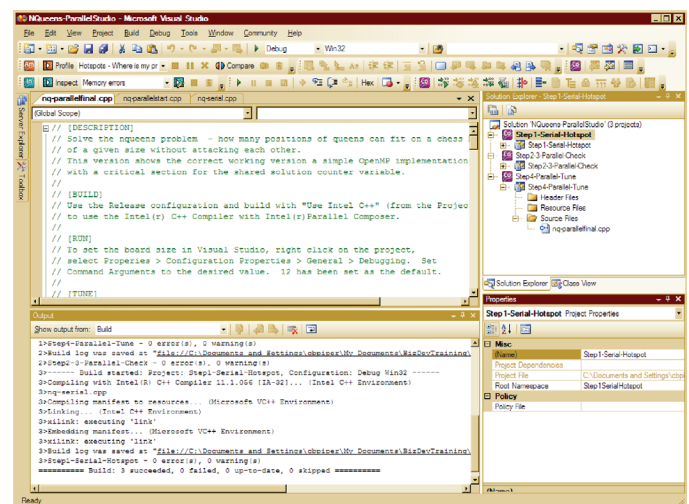 NQueens-ParallelStudio - Microsoft Visual Studio
File Edit View Project Build Debug Tools Window Community Help
Debug Win32
Profile Hotspots - Where is my pr Compare
Inspect Memory errors Hex
nq-parallelfinal.cpp nq-parallelstart.cpp nq-serial.cpp
(Global Scope)
Server Explorer
Toolbox
// [DESCRIPTION]
// Solve the nqueens problem - how many positions of queens can fit on a chess
// of a given size without attacking each other.
// This version shows the correct working version a simple OpenMP implementation
// with a critical section for the shared solution counter variable.
//
// [BUILD]
// Use the Release configuration and build with "Use Intel C++" (from the Projec
// to use the Intel(r) C++ Compiler with Intel(r)Parallel Composer.
//
// [RUN]
// To set the board size in Visual Studio, right click on the project,
// select Properies > Configuration Properties > General > Debugging. Set
// Command Arguments to the desired value. 12 has been set as the default.
//
// [TUNE]
Solution Explorer - Step1-Serial-Hotspot
Solution 'NQueens-ParallelStudio' (3 projects)
Step1-Serial-Hotspot
Step1-Serial-Hotspot
Step2-3-Parallel-Check
Step2-3-Parallel-Check
Step4-Parallel-Tune
Step4-Parallel-Tune
Header Files
Resource Files
Source Files
nq-parallelfinal.cpp
Solution Explorer Class View
Output
Show output from: Build
1>Step4-Parallel-Tune - 0 error(s), 0 warning(s)
2>Build log was saved at "file://C:\Documents and Settings\cbpiper\My Documents\BizDevTraining\
2>Step2-3-Parallel-Check - 0 error(s), 0 warning(s)
3>------ Build started: Project: Step1-Serial-Hotspot, Configuration: Debug Win32 ------
3>Compiling with Intel(R) C++ Compiler 11.1.056 [IA-32]... (Intel C++ Environment)
3>nq-serial.cpp
3>Compiling manifest to resources... (Microsoft VC++ Environment)
3>Linking... (Intel C++ Environment)
3>xilink: executing 'link'
3>Embedding manifest... (Microsoft VC++ Environment)
3>xilink: executing 'link'
3>Build log was saved at "file://C:\Documents and Settings\cbpiper\My Documents\BizDevTraining\
3>Step1-Serial-Hotspot - 0 error(s), 0 warning(s)
========== Build: 3 succeeded, 0 failed, 0 up-to-date, 0 skipped ==========
Properties
Step1-Serial-Hotspot Project Properties
Misc
(Name) Step1-Serial-Hotspot
Project Dependencies
Project File C:\Documents and Settings\cbpi
Root Namespace Step1SerialHotspot
Policy
Policy File
(Name)
Ready